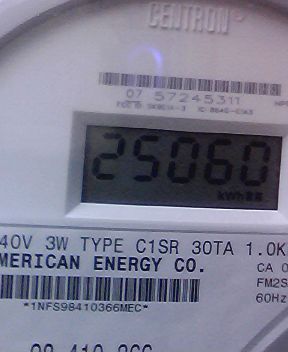 CENTRON
07 57245311
25060
kWh
40V 3W TYPE C1SR 30TA 1.0K
MERICAN ENERGY CO.
CA 0
FM2S
60Hz
*1NFS98410366MEC*